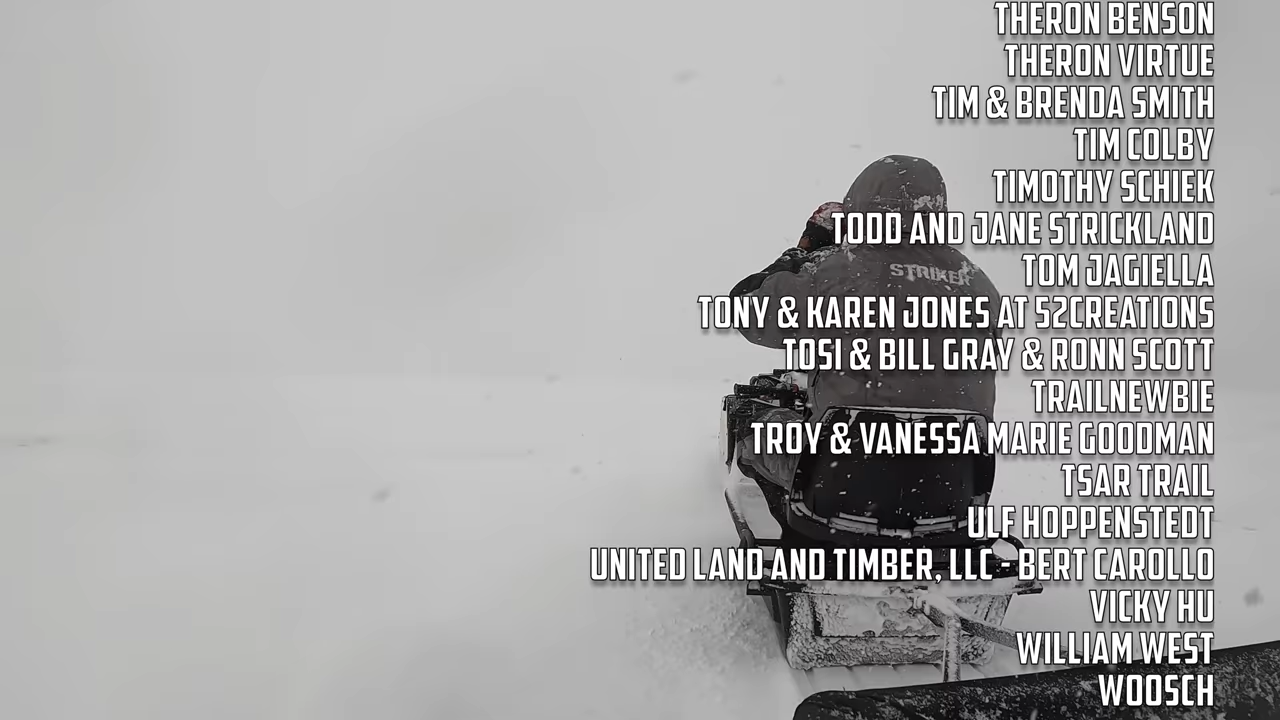 THERON BENSON
THERON VIRTUE
TIM & BRENDA SMITH
TIM COLBY
TIMOTHY SCHIEK
TODD AND JANE STRICKLAND
STRIKER
TOM JAGIELLA
TONY & KAREN JONES AT 52CREATIONS
TOSI & BILL GRAY & RONN SCOTT
TRAILNEWBIE
TROY & VANESSA MARIE GOODMAN
TSAR TRAIL
ULF HOPPENSTEDT
UNITED LAND AND TIMBER, LLC - BERT CAROLLO
VICKY HU
WILLIAM WEST
WOOSCH